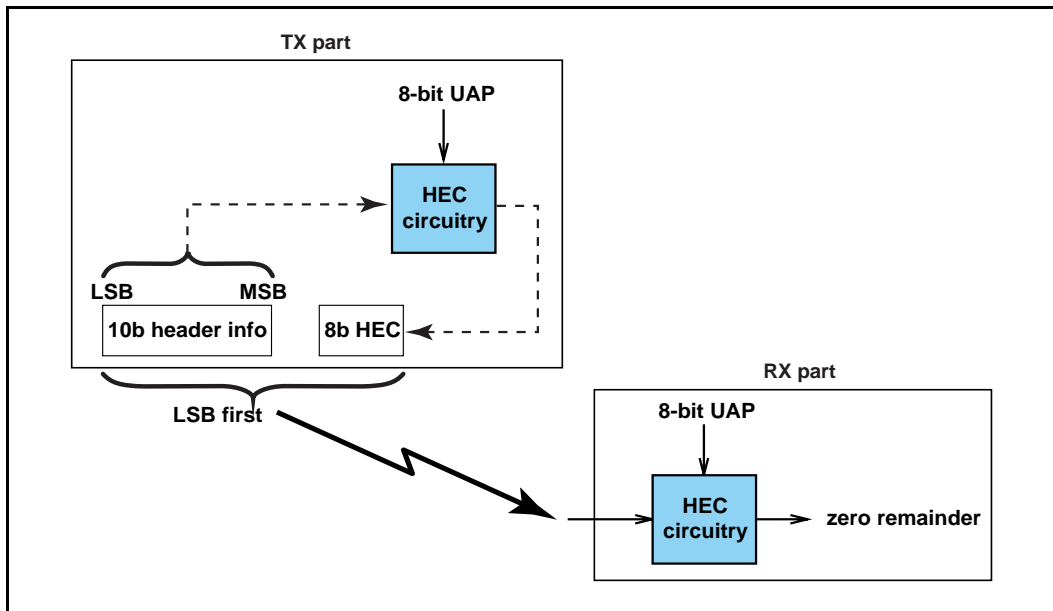 TX part
8-bit UAP
HEC
circuitry
LSB
MSB
10b header info
8b HEC
LSB first
RX part
8-bit UAP
HEC
circuitry
zero remainder